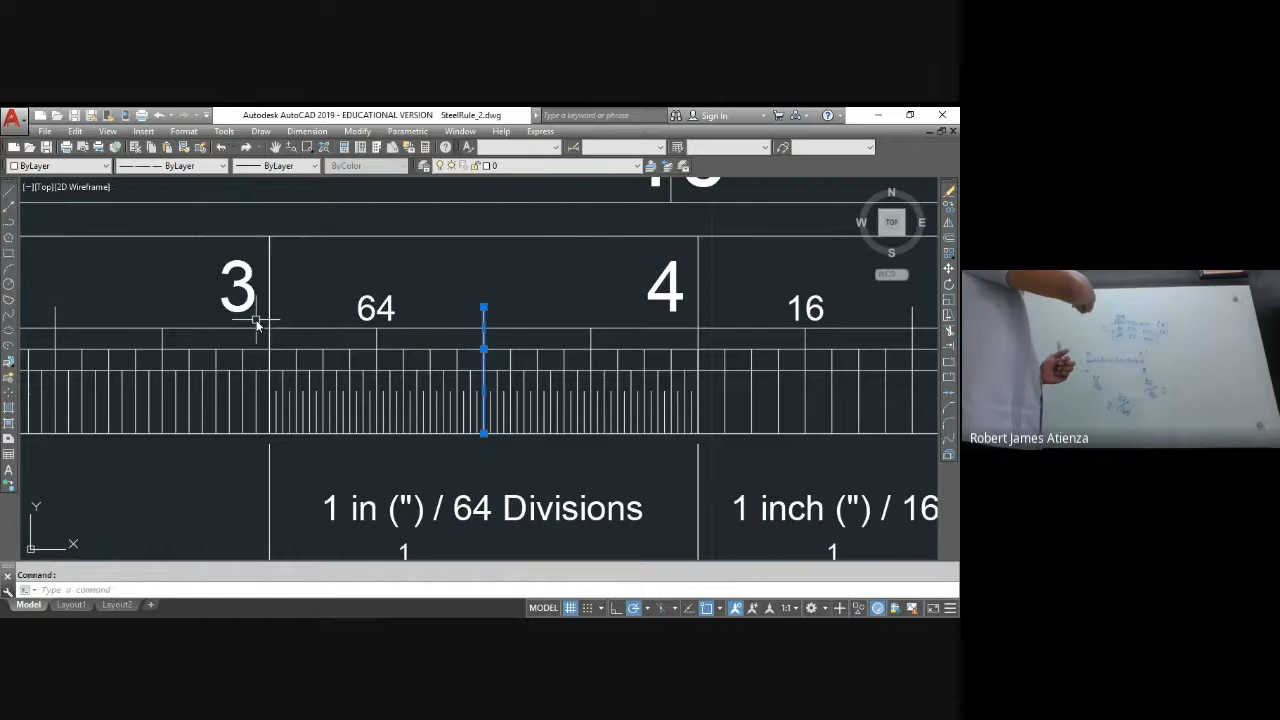 Autodesk AutoCAD 2019 - EDUCATIONAL VERSION SteelRule_2.dwg
Type a keyword or phrase
Sign In
File Edit View Insert Format Tools Draw Dimension Modify Parametric Window Help Express
ByLayer ByLayer ByLayer ByColor 0
[−][Top][2D Wireframe]
N
W TOP E
S
WCS
3 64 4 16
1 in (") / 64 Divisions 1 inch (") / 16
1 1
Y
X
Command:
Type a command
Model Layout1 Layout2 +
MODEL 1:1
Robert James Atienza